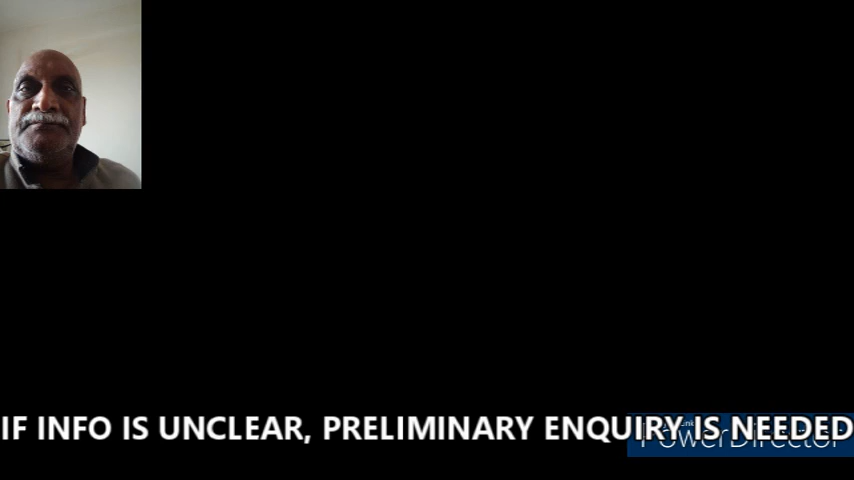 IF INFO IS UNCLEAR, PRELIMINARY ENQUIRY IS NEEDED
PowerDirector